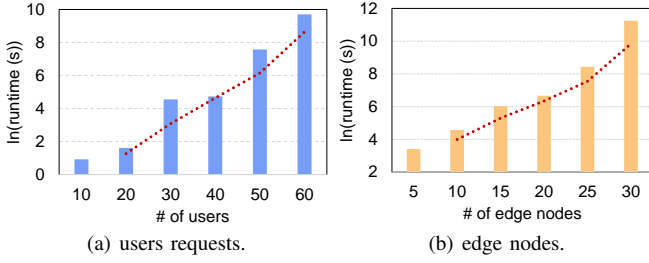 10
8
6
4
2
0
ln(runtime (s))
10 20 30 40 50 60
# of users
(a) users requests.
12
10
8
6
4
2
ln(runtime (s))
5 10 15 20 25 30
# of edge nodes
(b) edge nodes.